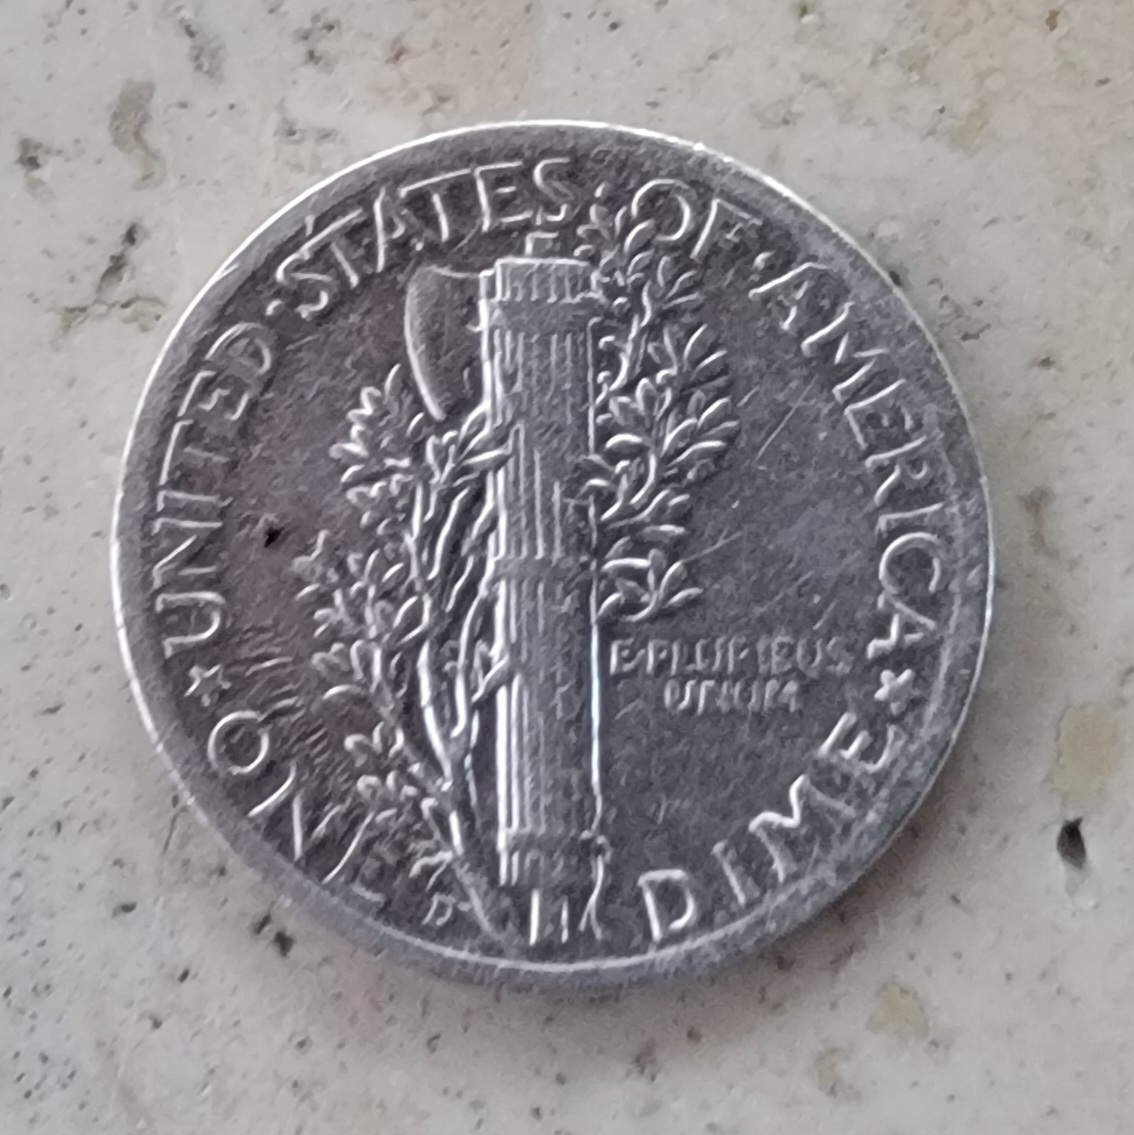 UNITED · STATES · OF · AMERICA
E·PLURIBUS
UNUM
ONE DIME
D